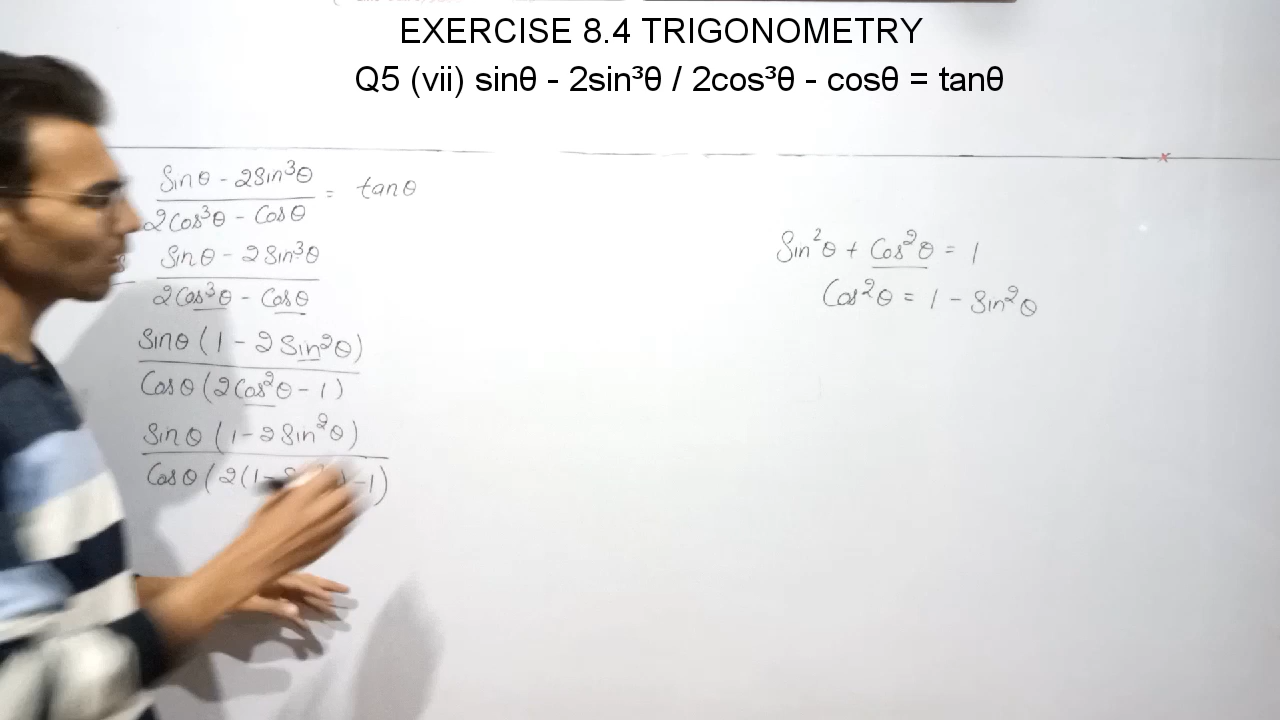 EXERCISE 8.4 TRIGONOMETRY
Q5 (vii) sinθ - 2sin³θ / 2cos³θ - cosθ = tanθ
Sinθ - 2Sin³θ = tanθ
2Cos³θ - Cosθ
Sinθ - 2Sin³θ
2Cos³θ - Cosθ
Sinθ (1 - 2Sin²θ)
Cosθ (2Cos²θ - 1)
Sinθ (1 - 2Sin²θ)
Cosθ (2(1 - ) - 1)
Sin²θ + Cos²θ = 1
Cos²θ = 1 - Sin²θ